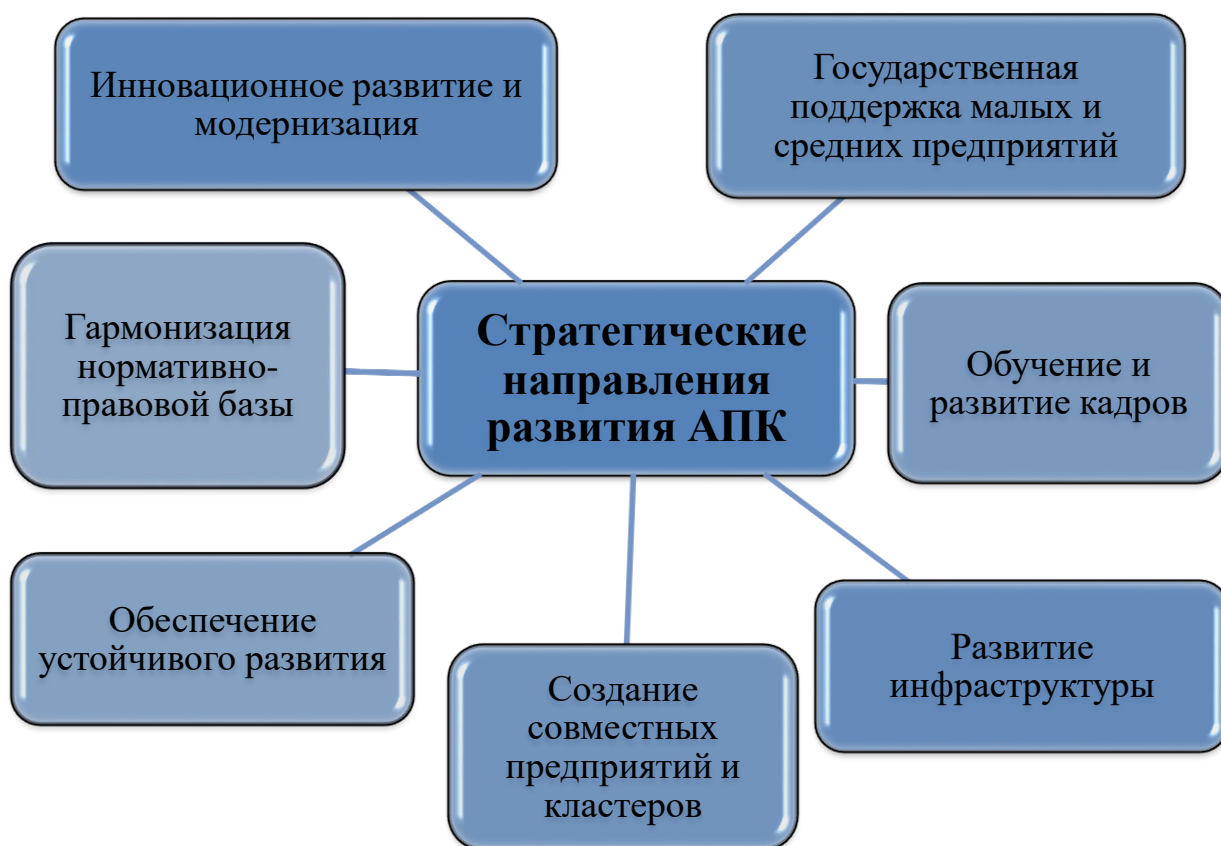 Инновационное развитие и
модернизация
Государственная
поддержка малых и
средних предприятий
Гармонизация
нормативно-
правовой базы
Стратегические
направления
развития АПК
Обучение и
развитие кадров
Обеспечение
устойчивого развития
Создание
совместных
предприятий и
кластеров
Развитие
инфраструктуры